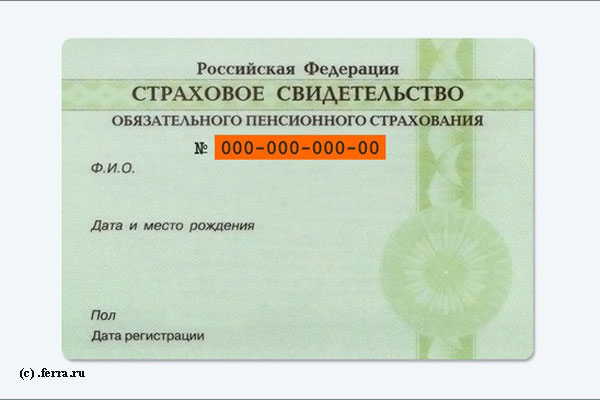 Российская Федерация
СТРАХОВОЕ СВИДЕТЕЛЬСТВО
ОБЯЗАТЕЛЬНОГО ПЕНСИОННОГО СТРАХОВАНИЯ
№ 000-000-000-00
Ф.И.О.
Дата и место рождения
Пол
Дата регистрации
(c) .ferra.ru